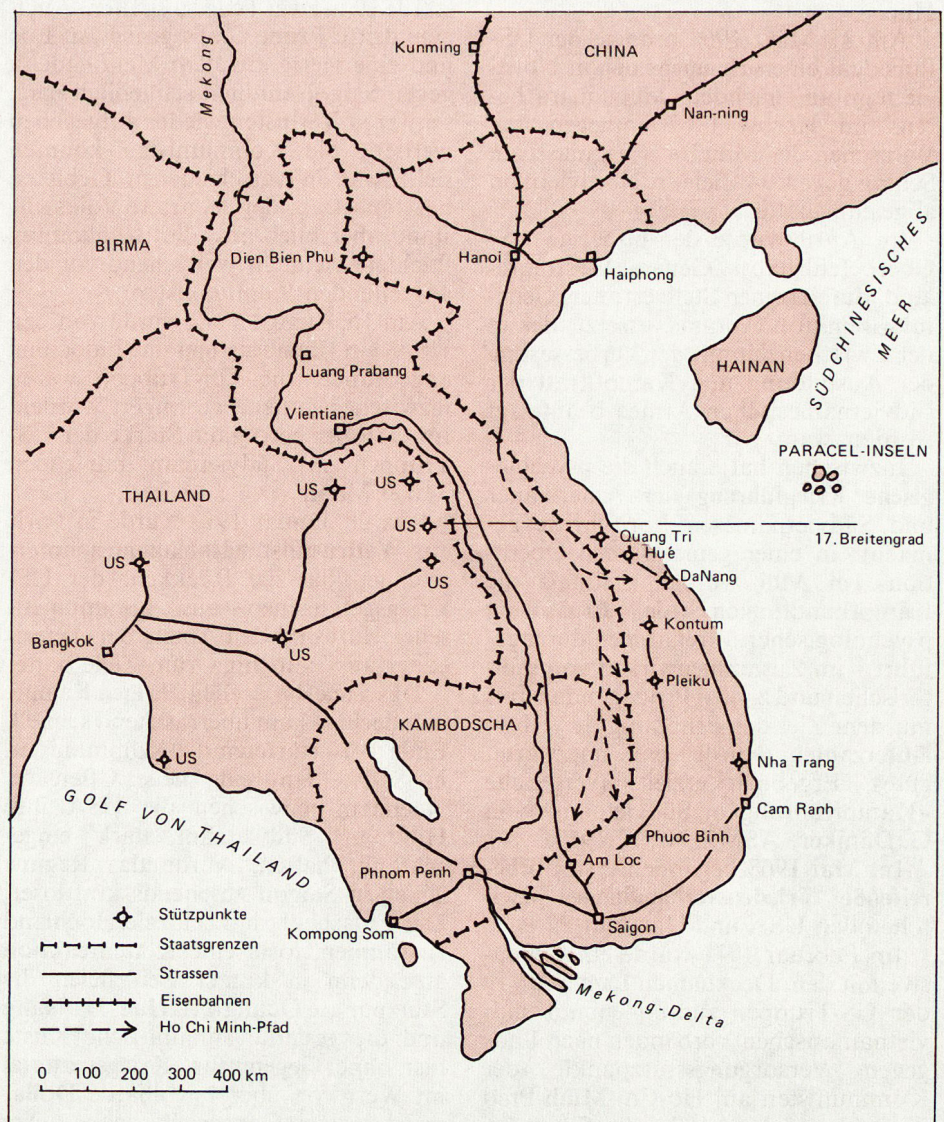 Kunming
CHINA
Mekong
Nan-ning
BIRMA
Dien Bien Phu
Hanoi
Haiphong
SÜDCHINESISCHES
MEER
HAINAN
Luang Prabang
Vientiane
PARACEL-INSELN
THAILAND
US
US
US
17. Breitengrad
Quang Tri
Hué
DaNang
US
US
Kontum
Bangkok
US
Pleiku
KAMBODSCHA
US
Nha Trang
GOLF
VON THAILAND
Cam Ranh
Phuoc Binh
Am Loc
Phnom Penh
Saigon
Kompong Som
Mekong-Delta
Stützpunkte
Staatsgrenzen
Strassen
Eisenbahnen
Ho Chi Minh-Pfad
0 100 200 400 km